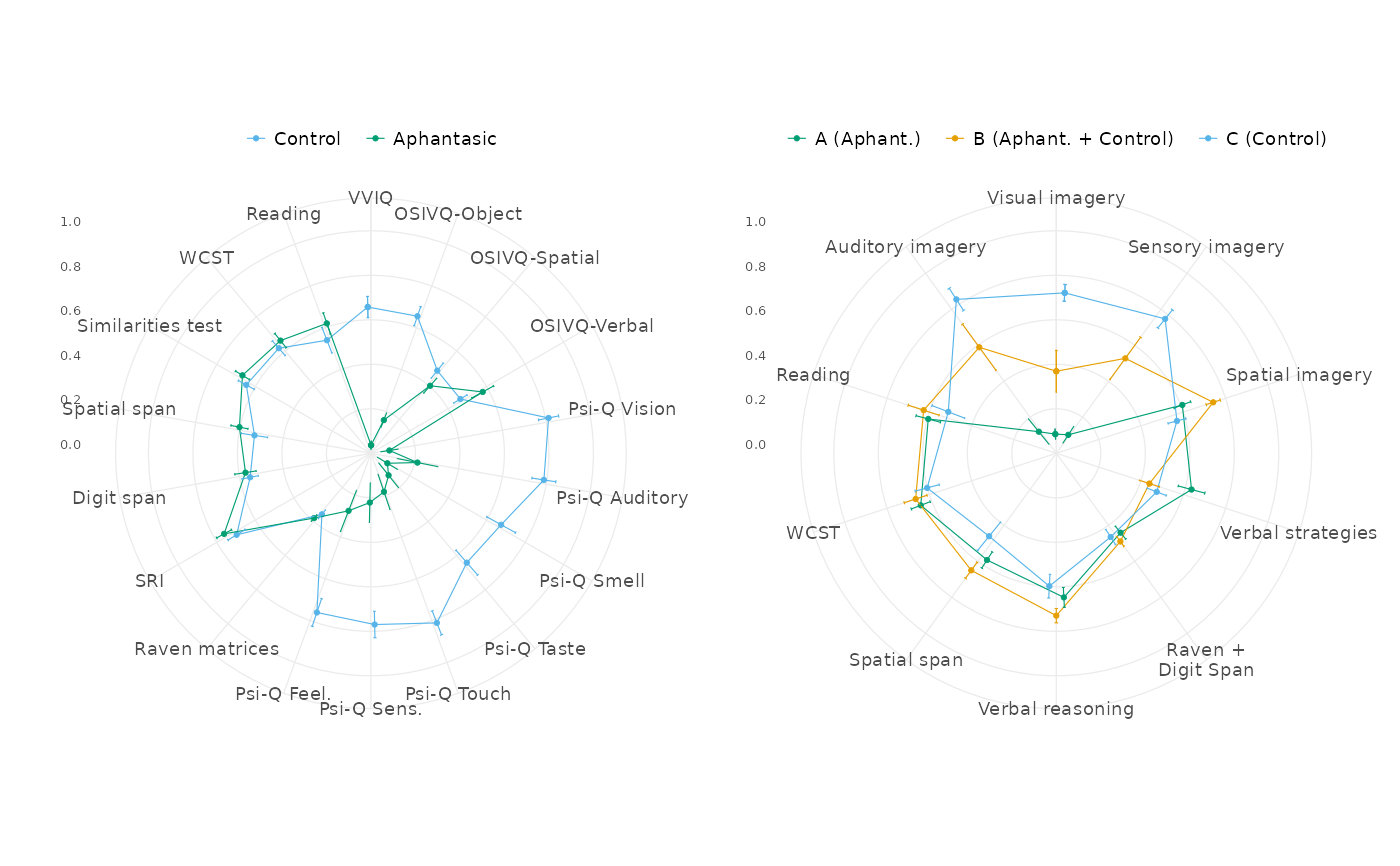 Control
Aphantasic
A (Aphant.)
B (Aphant. + Control)
C (Control)
1.0
0.8
0.6
0.4
0.2
0.0
VVIQ
OSIVQ-Object
OSIVQ-Spatial
OSIVQ-Verbal
Psi-Q Vision
Psi-Q Auditory
Psi-Q Smell
Psi-Q Taste
Psi-Q Touch
Psi-Q Sens.
Psi-Q Feel.
Raven matrices
SRI
Digit span
Spatial span
Similarities test
WCST
Reading
1.0
0.8
0.6
0.4
0.2
0.0
Visual imagery
Sensory imagery
Spatial imagery
Verbal strategies
Raven +
Digit Span
Verbal reasoning
Spatial span
WCST
Reading
Auditory imagery